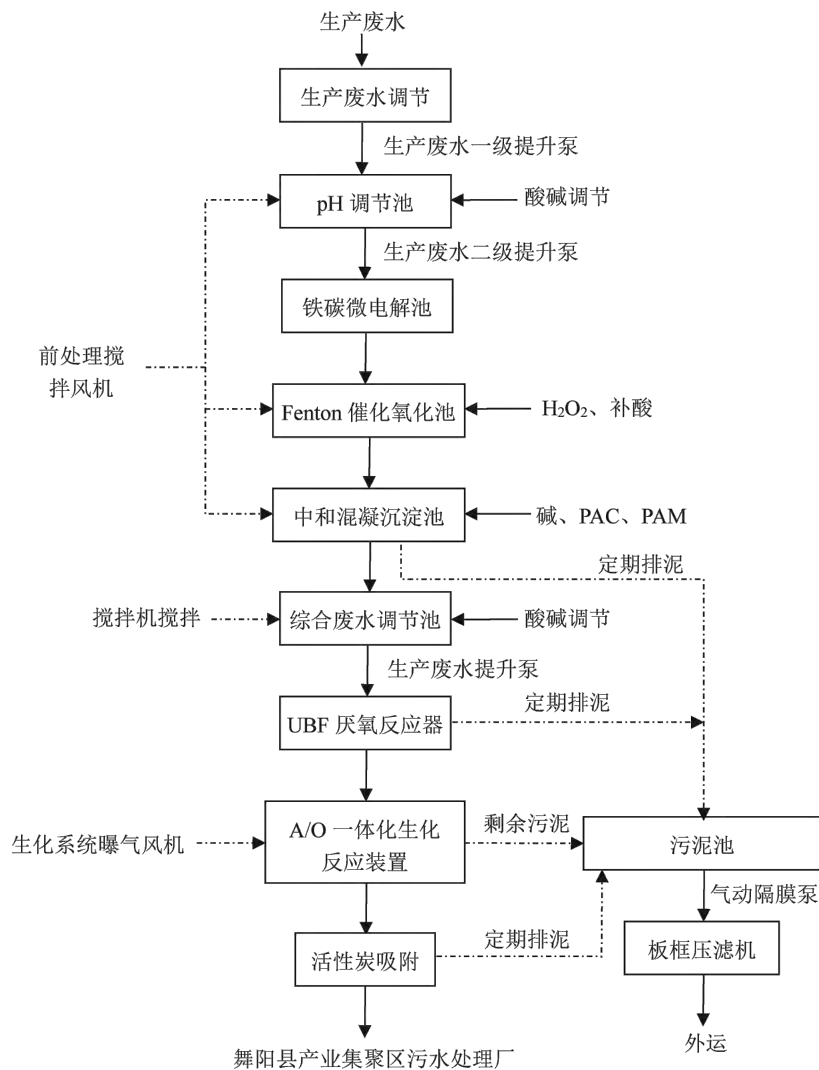 生产废水
生产废水调节
生产废水一级提升泵
pH 调节池
酸碱调节
生产废水二级提升泵
铁碳微电解池
前处理搅
拌风机
Fenton 催化氧化池
H₂O₂、补酸
中和混凝沉淀池
碱、PAC、PAM
定期排泥
搅拌机搅拌
综合废水调节池
酸碱调节
生产废水提升泵
UBF 厌氧反应器
定期排泥
生化系统曝气风机
A/O 一体化生化
反应装置
剩余污泥
污泥池
气动隔膜泵
活性炭吸附
定期排泥
板框压滤机
舞阳县产业集聚区污水处理厂
外运